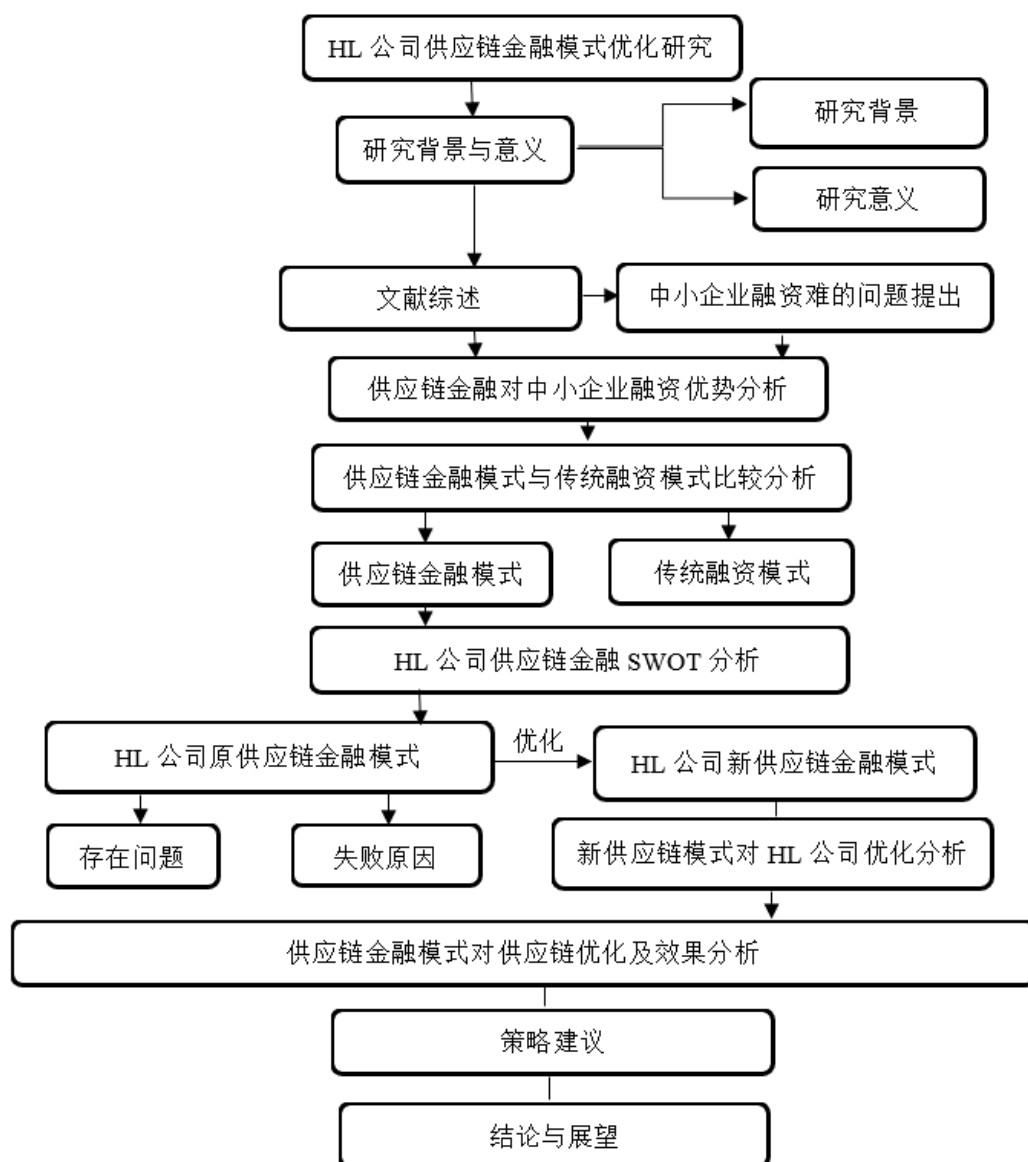 HL 公司供应链金融模式优化研究
研究背景
研究背景与意义
研究意义
文献综述
中小企业融资难的问题提出
供应链金融对中小企业融资优势分析
供应链金融模式与传统融资模式比较分析
供应链金融模式
传统融资模式
HL 公司供应链金融 SWOT 分析
HL 公司原供应链金融模式
优化
HL 公司新供应链金融模式
存在问题
失败原因
新供应链模式对 HL 公司优化分析
供应链金融模式对供应链优化及效果分析
策略建议
结论与展望